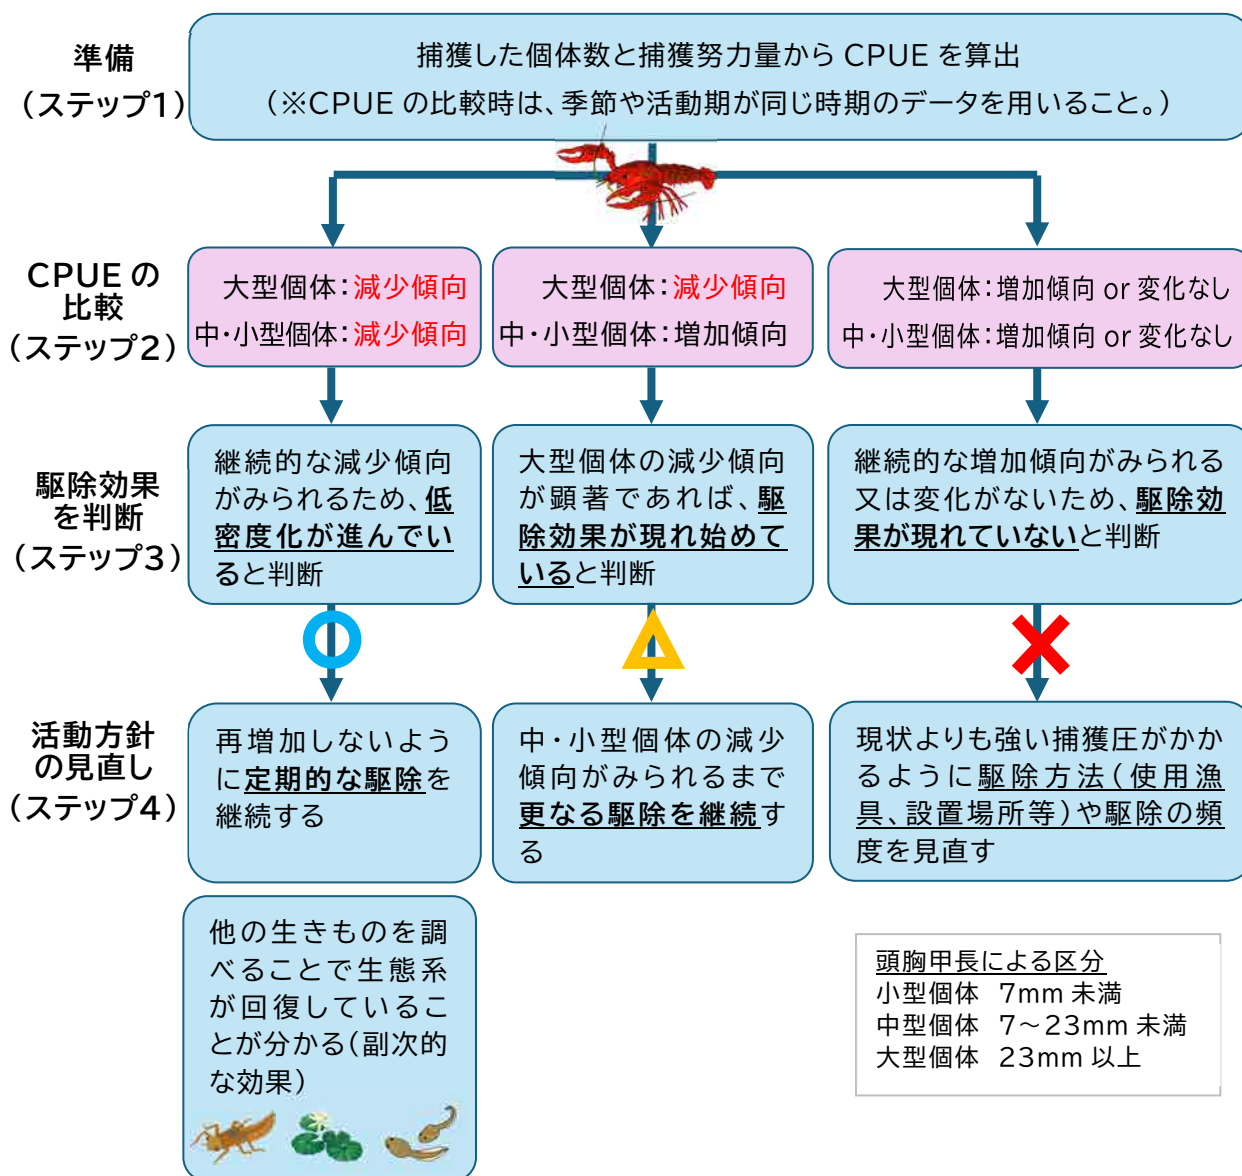 準備
（ステップ1）
捕獲した個体数と捕獲努力量から CPUE を算出
（※CPUE の比較時は、季節や活動期が同じ時期のデータを用いること。）
CPUE の
比較
（ステップ2）
大型個体：減少傾向
中・小型個体：減少傾向
大型個体：減少傾向
中・小型個体：増加傾向
大型個体：増加傾向 or 変化なし
中・小型個体：増加傾向 or 変化なし
駆除効果
を判断
（ステップ3）
継続的な減少傾向
がみられるため、低
密度化が進んでい
ると判断
大型個体の減少傾向
が顕著であれば、駆
除効果が現れ始めて
いると判断
継続的な増加傾向がみられる
又は変化がないため、駆除効
果が現れていないと判断
活動方針
の見直し
（ステップ4）
再増加しないよう
に定期的な駆除を
継続する
中・小型個体の減少
傾向がみられるまで
更なる駆除を継続す
る
現状よりも強い捕獲圧がかか
るように駆除方法（使用漁
具、設置場所等）や駆除の頻
度を見直す
他の生きものを調
べることで生態系
が回復しているこ
とが分かる（副次的
な効果）
頭胸甲長による区分
小型個体 7mm 未満
中型個体 7～23mm 未満
大型個体 23mm 以上